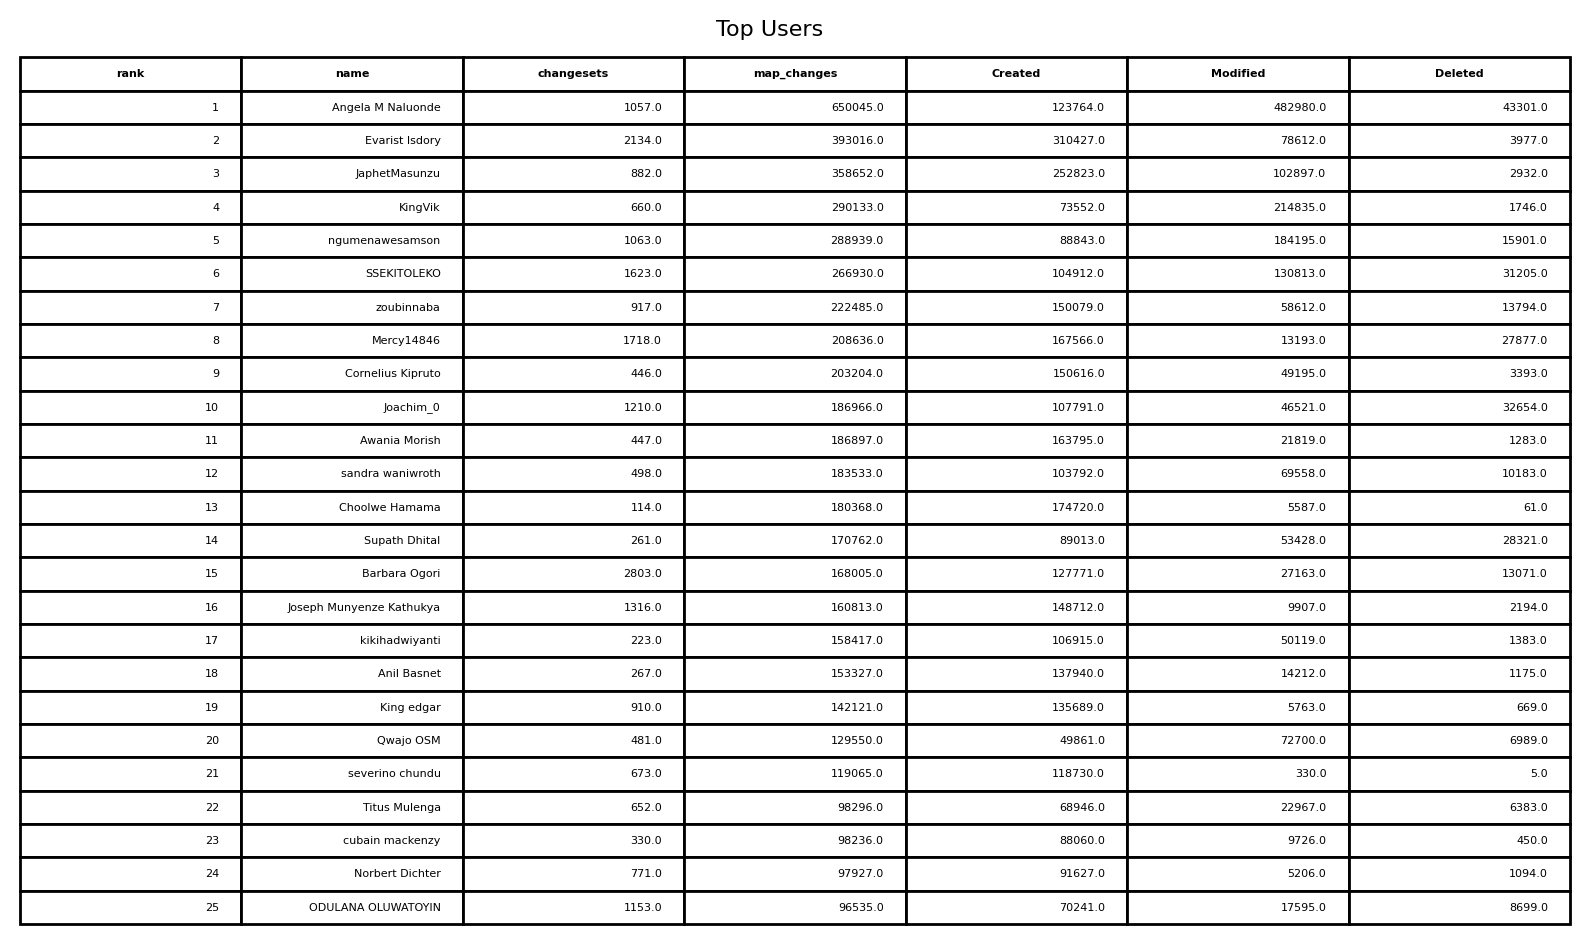 Top Users
rank name changesets map_changes Created Modified Deleted
1 Angela M Naluonde 1057.0 650045.0 123764.0 482980.0 43301.0
2 Evarist Isdory 2134.0 393016.0 310427.0 78612.0 3977.0
3 JaphetMasunzu 882.0 358652.0 252823.0 102897.0 2932.0
4 KingVik 660.0 290133.0 73552.0 214835.0 1746.0
5 ngumenawesamson 1063.0 288939.0 88843.0 184195.0 15901.0
6 SSEKITOLEKO 1623.0 266930.0 104912.0 130813.0 31205.0
7 zoubinnaba 917.0 222485.0 150079.0 58612.0 13794.0
8 Mercy14846 1718.0 208636.0 167566.0 13193.0 27877.0
9 Cornelius Kipruto 446.0 203204.0 150616.0 49195.0 3393.0
10 Joachim_0 1210.0 186966.0 107791.0 46521.0 32654.0
11 Awania Morish 447.0 186897.0 163795.0 21819.0 1283.0
12 sandra waniwroth 498.0 183533.0 103792.0 69558.0 10183.0
13 Choolwe Hamama 114.0 180368.0 174720.0 5587.0 61.0
14 Supath Dhital 261.0 170762.0 89013.0 53428.0 28321.0
15 Barbara Ogori 2803.0 168005.0 127771.0 27163.0 13071.0
16 Joseph Munyenze Kathukya 1316.0 160813.0 148712.0 9907.0 2194.0
17 kikihadwiyanti 223.0 158417.0 106915.0 50119.0 1383.0
18 Anil Basnet 267.0 153327.0 137940.0 14212.0 1175.0
19 King edgar 910.0 142121.0 135689.0 5763.0 669.0
20 Qwajo OSM 481.0 129550.0 49861.0 72700.0 6989.0
21 severino chundu 673.0 119065.0 118730.0 330.0 5.0
22 Titus Mulenga 652.0 98296.0 68946.0 22967.0 6383.0
23 cubain mackenzy 330.0 98236.0 88060.0 9726.0 450.0
24 Norbert Dichter 771.0 97927.0 91627.0 5206.0 1094.0
25 ODULANA OLUWATOYIN 1153.0 96535.0 70241.0 17595.0 8699.0